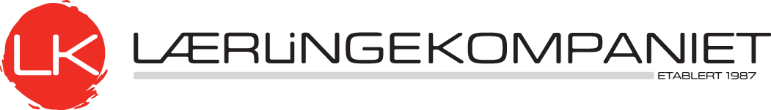 LK LÆRLiNGEKOMPANIET
ETABLERT 1987